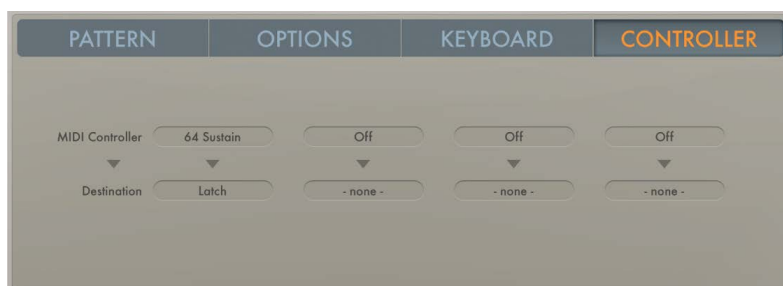 PATTERN OPTIONS KEYBOARD CONTROLLER
MIDI Controller 64 Sustain Off Off Off
Destination Latch - none - - none - - none -